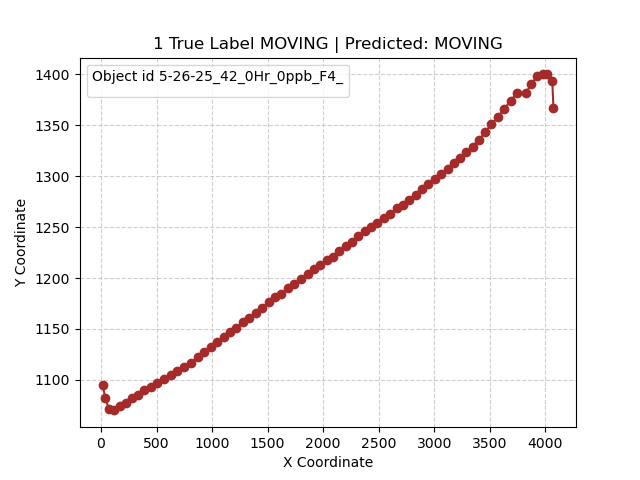 1 True Label MOVING | Predicted: MOVING
Object id 5-26-25_42_0Hr_0ppb_F4_
1400
1350
1300
1250
1200
1150
1100
Y Coordinate
0 500 1000 1500 2000 2500 3000 3500 4000
X Coordinate